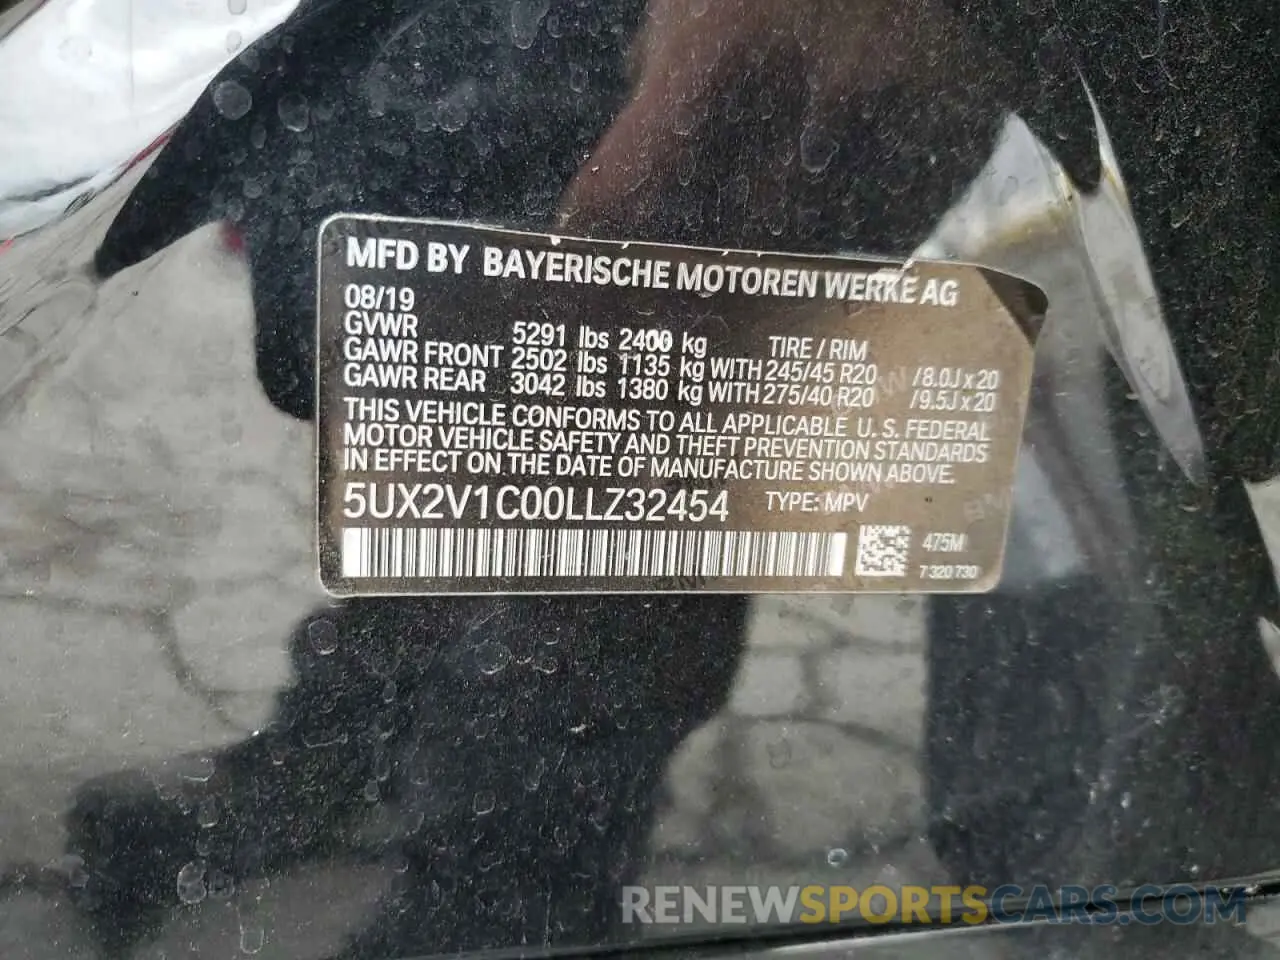 MFD BY BAYERISCHE MOTOREN WERKE AG
08/19
GVWR 5291 lbs 2400 kg TIRE / RIM
GAWR FRONT 2502 lbs 1135 kg WITH 245/45 R20 /8.0J x 20
GAWR REAR 3042 lbs 1380 kg WITH 275/40 R20 /9.5J x 20
THIS VEHICLE CONFORMS TO ALL APPLICABLE U. S. FEDERAL
MOTOR VEHICLE SAFETY AND THEFT PREVENTION STANDARDS
IN EFFECT ON THE DATE OF MANUFACTURE SHOWN ABOVE.
5UX2V1C00LLZ32454 TYPE: MPV
475M
7 320 730
RENEWSPORTSCARS.COM